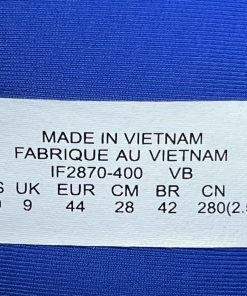 MADE IN VIETNAM
FABRIQUE AU VIETNAM
IF2870-400 VB
UK EUR CM BR CN
9 44 28 42 280(2.5